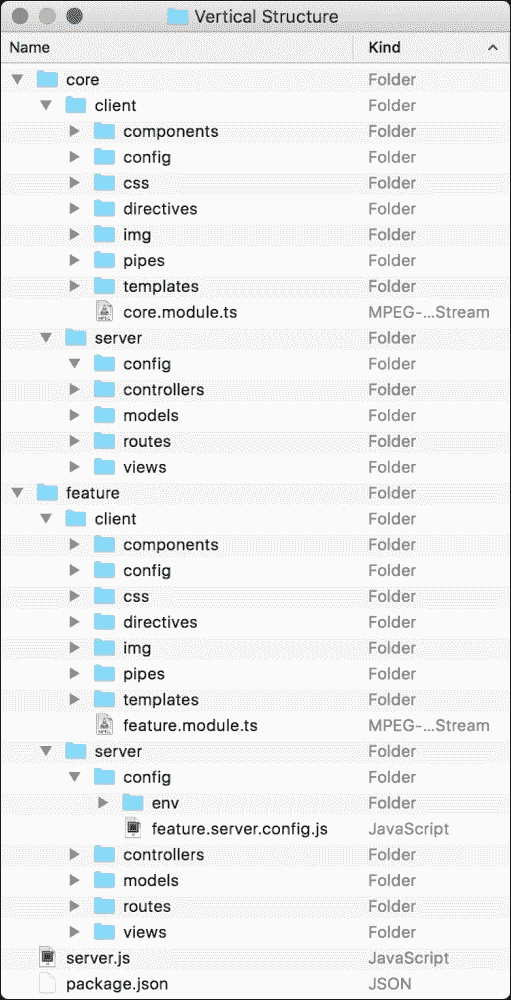 Vertical Structure
Name Kind
core Folder
client Folder
components Folder
config Folder
css Folder
directives Folder
img Folder
pipes Folder
templates Folder
core.module.ts MPEG-...Stream
server Folder
config Folder
controllers Folder
models Folder
routes Folder
views Folder
feature Folder
client Folder
components Folder
config Folder
css Folder
directives Folder
img Folder
pipes Folder
templates Folder
feature.module.ts MPEG-...Stream
server Folder
config Folder
env Folder
feature.server.config.js JavaScript
controllers Folder
models Folder
routes Folder
views Folder
server.js JavaScript
package.json JSON